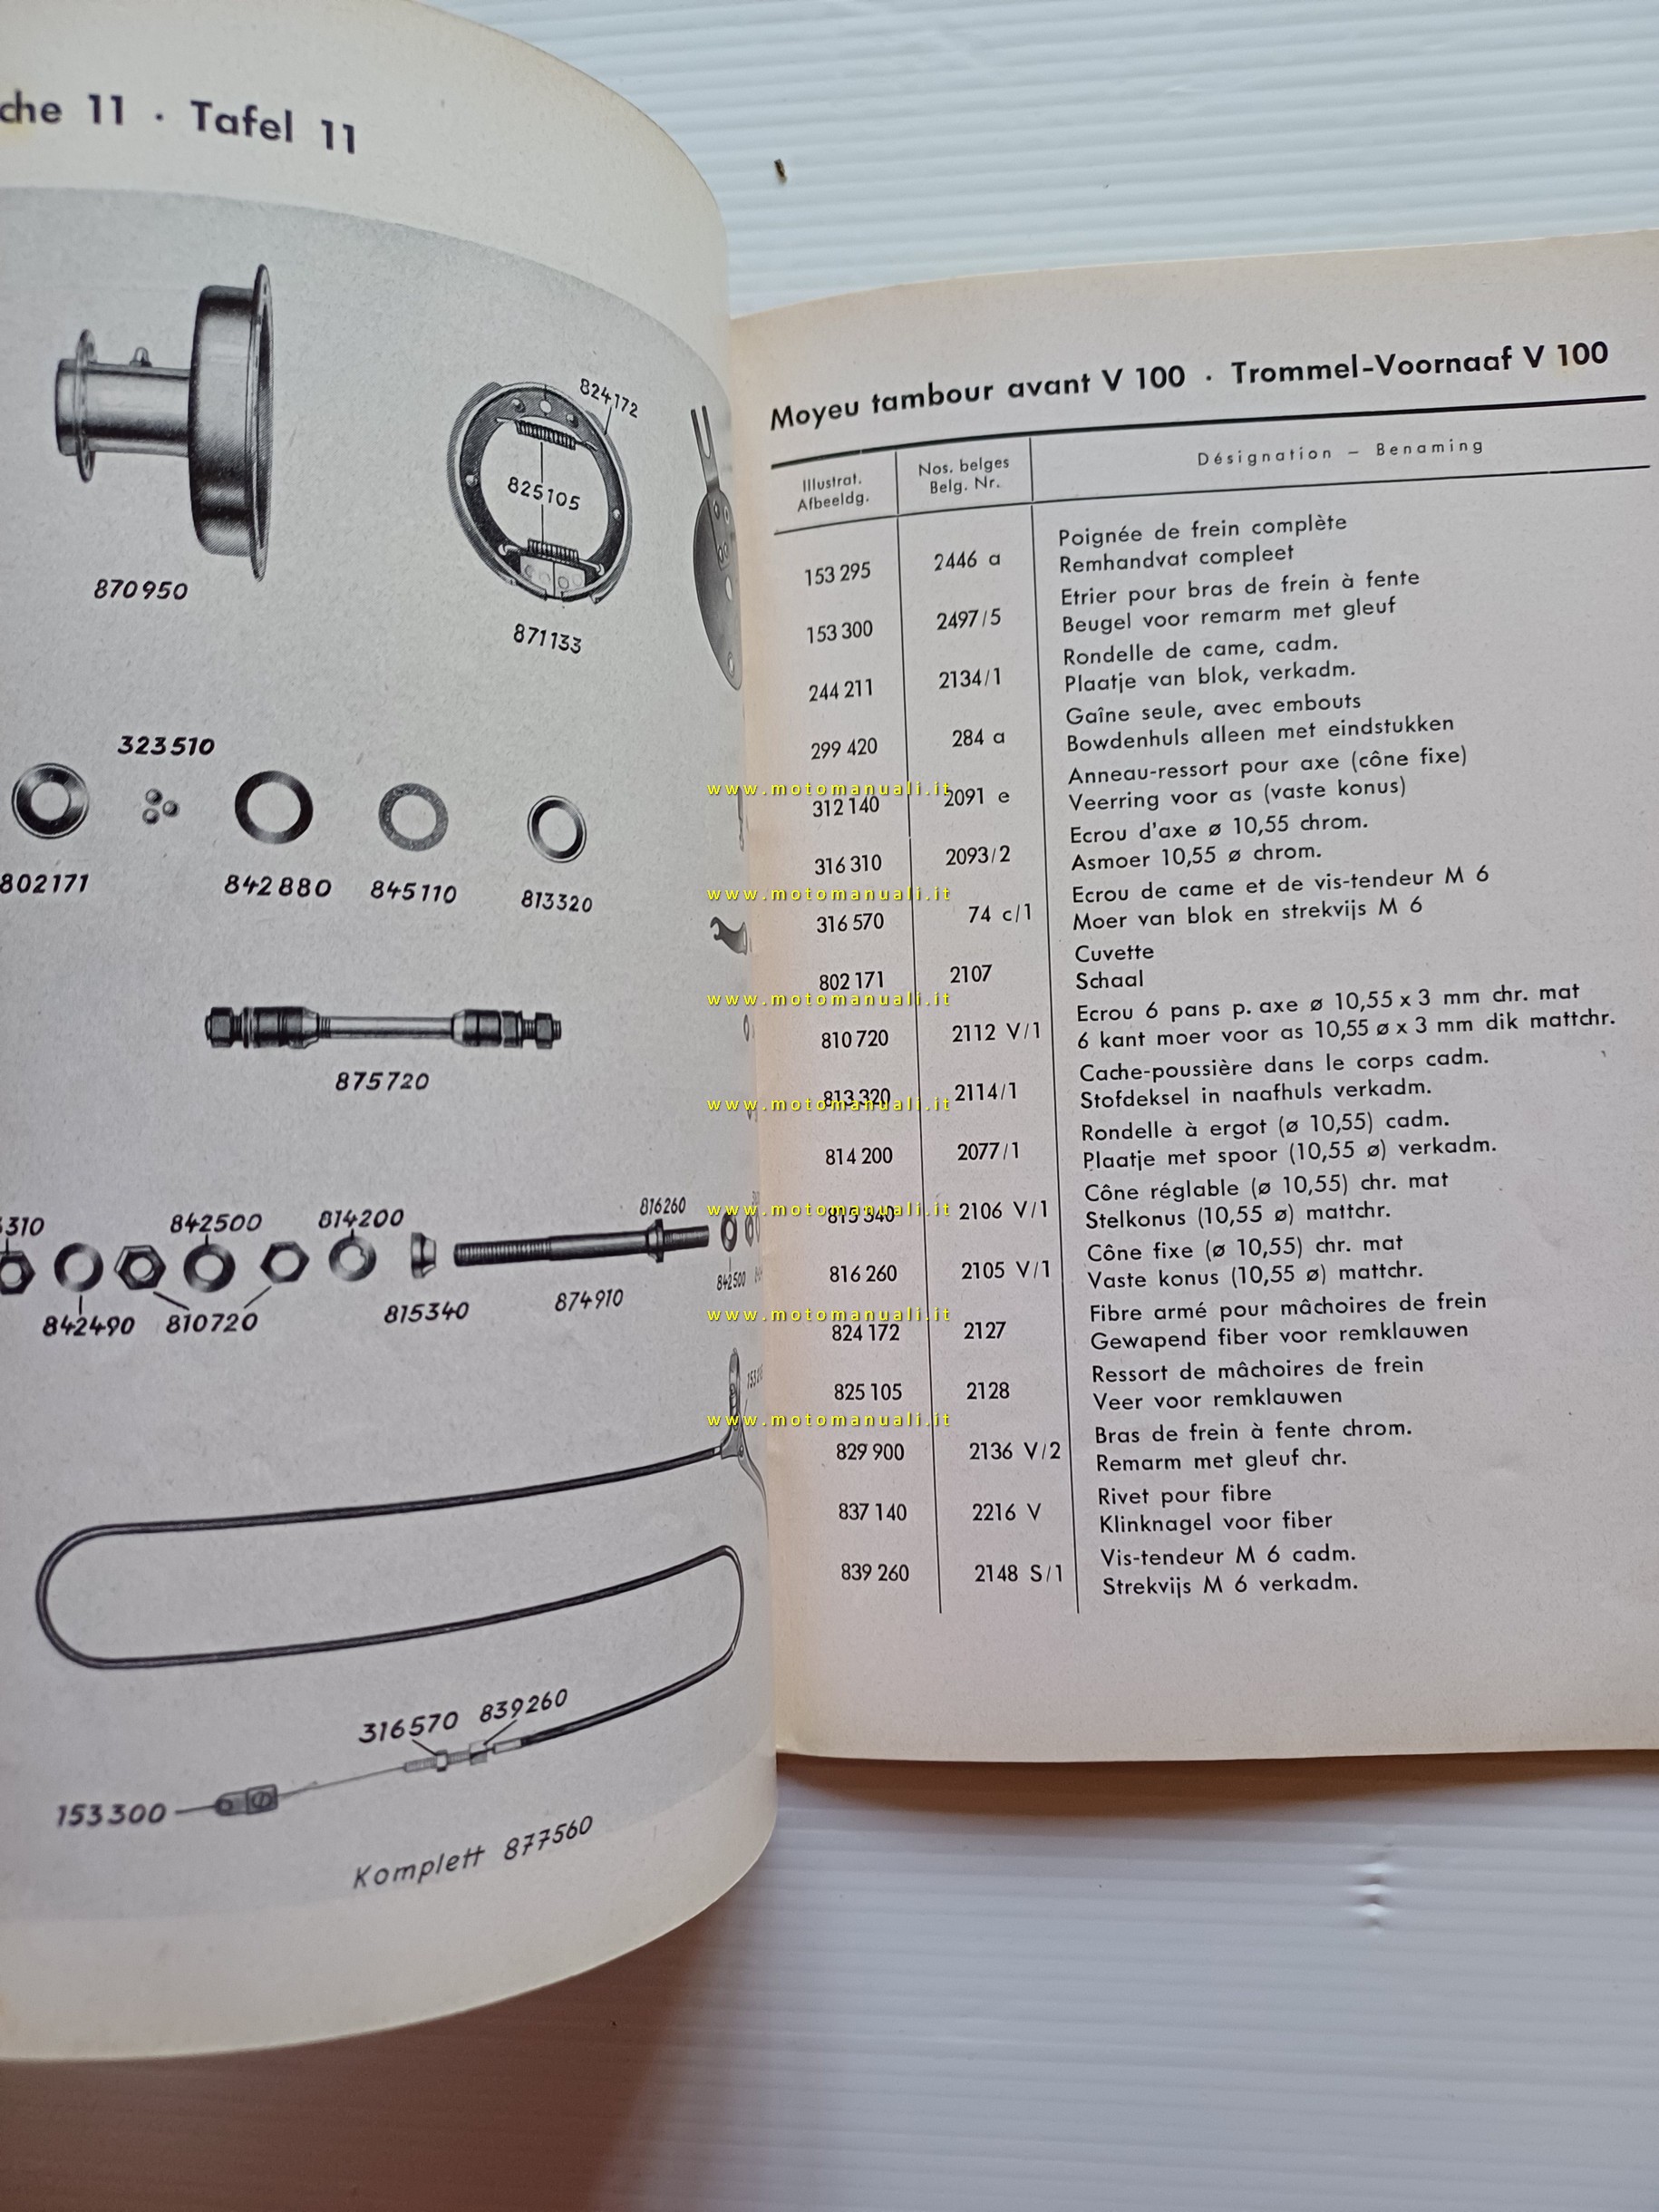 che 11 · Tafel 11
824172
825105
870950
871133
323510
802171
842880
845110
813320
875720
310
842500
814200
816260
842490
810720
815340
874910
842500
316570
839260
153300
Komplett 877560
Moyeu tambour avant V 100 · Trommel-Voornaaf V 100
Illustrat.
Afbeeldg.
Nos. belges
Belg. Nr.
Désignation – Benaming
153 295 2446 a Poignée de frein complète
Remhandvat compleet
153 300 2497/5 Etrier pour bras de frein à fente
Beugel voor remarm met gleuf
244 211 2134/1 Rondelle de came, cadm.
Plaatje van blok, verkadm.
299 420 284 a Gaîne seule, avec embouts
Bowdenhuls alleen met eindstukken
312 140 2091 e Anneau-ressort pour axe (cône fixe)
Veerring voor as (vaste konus)
316 310 2093/2 Ecrou d'axe ø 10,55 chrom.
Asmoer 10,55 ø chrom.
316 570 74 c/1 Ecrou de came et de vis-tendeur M 6
Moer van blok en strekvijs M 6
802 171 2107 Cuvette
Schaal
810 720 2112 V/1 Ecrou 6 pans p. axe ø 10,55 x 3 mm chr. mat
6 kant moer voor as 10,55 ø x 3 mm dik mattchr.
813 320 2114/1 Cache-poussière dans le corps cadm.
Stofdeksel in naafhuls verkadm.
814 200 2077/1 Rondelle à ergot (ø 10,55) cadm.
Plaatje met spoor (10,55 ø) verkadm.
815 340 2106 V/1 Cône réglable (ø 10,55) chr. mat
Stelkonus (10,55 ø) mattchr.
816 260 2105 V/1 Cône fixe (ø 10,55) chr. mat
Vaste konus (10,55 ø) mattchr.
824 172 2127 Fibre armé pour mâchoires de frein
Gewapend fiber voor remklauwen
825 105 2128 Ressort de mâchoires de frein
Veer voor remklauwen
829 900 2136 V/2 Bras de frein à fente chrom.
Remarm met gleuf chr.
837 140 2216 V Rivet pour fibre
Klinknagel voor fiber
839 260 2148 S/1 Vis-tendeur M 6 cadm.
Strekvijs M 6 verkadm.
www.motomanuali.it
www.motomanuali.it
www.motomanuali.it
www.motomanuali.it
www.motomanuali.it
www.motomanuali.it
www.motomanuali.it